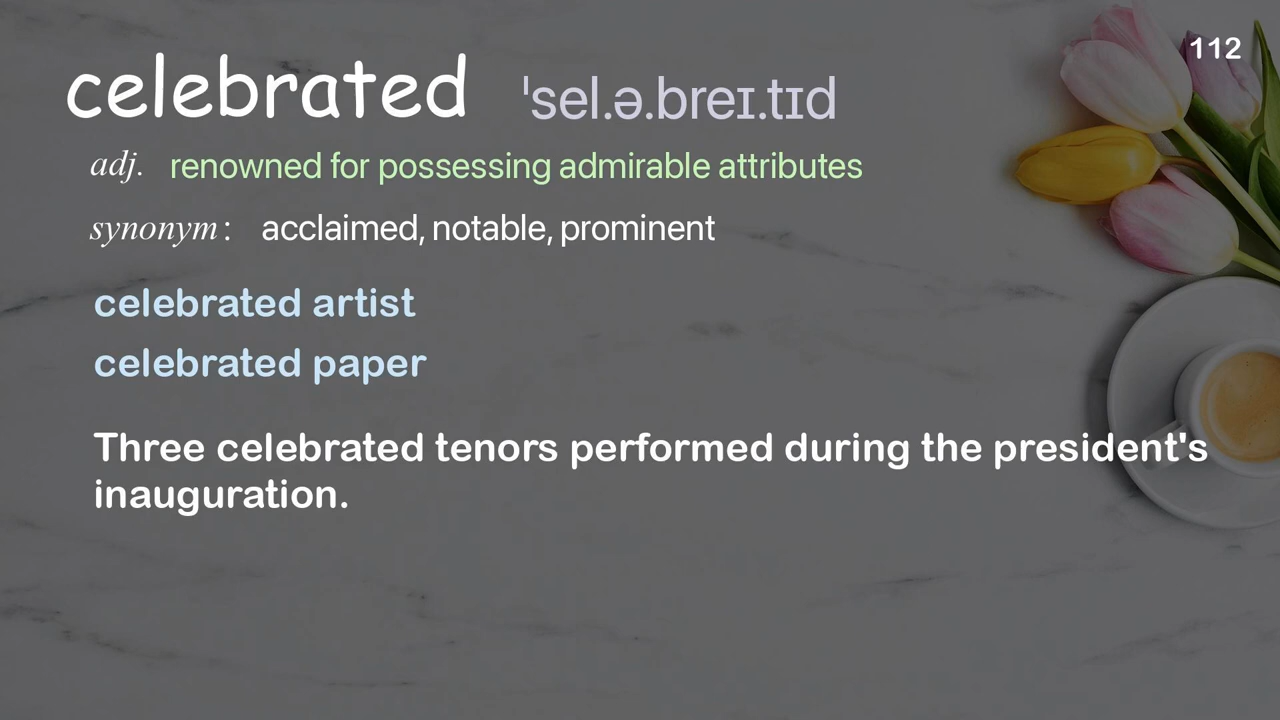 112
celebrated ˈsel.ə.breɪ.tɪd
adj. renowned for possessing admirable attributes
synonym: acclaimed, notable, prominent
celebrated artist
celebrated paper
Three celebrated tenors performed during the president's
inauguration.